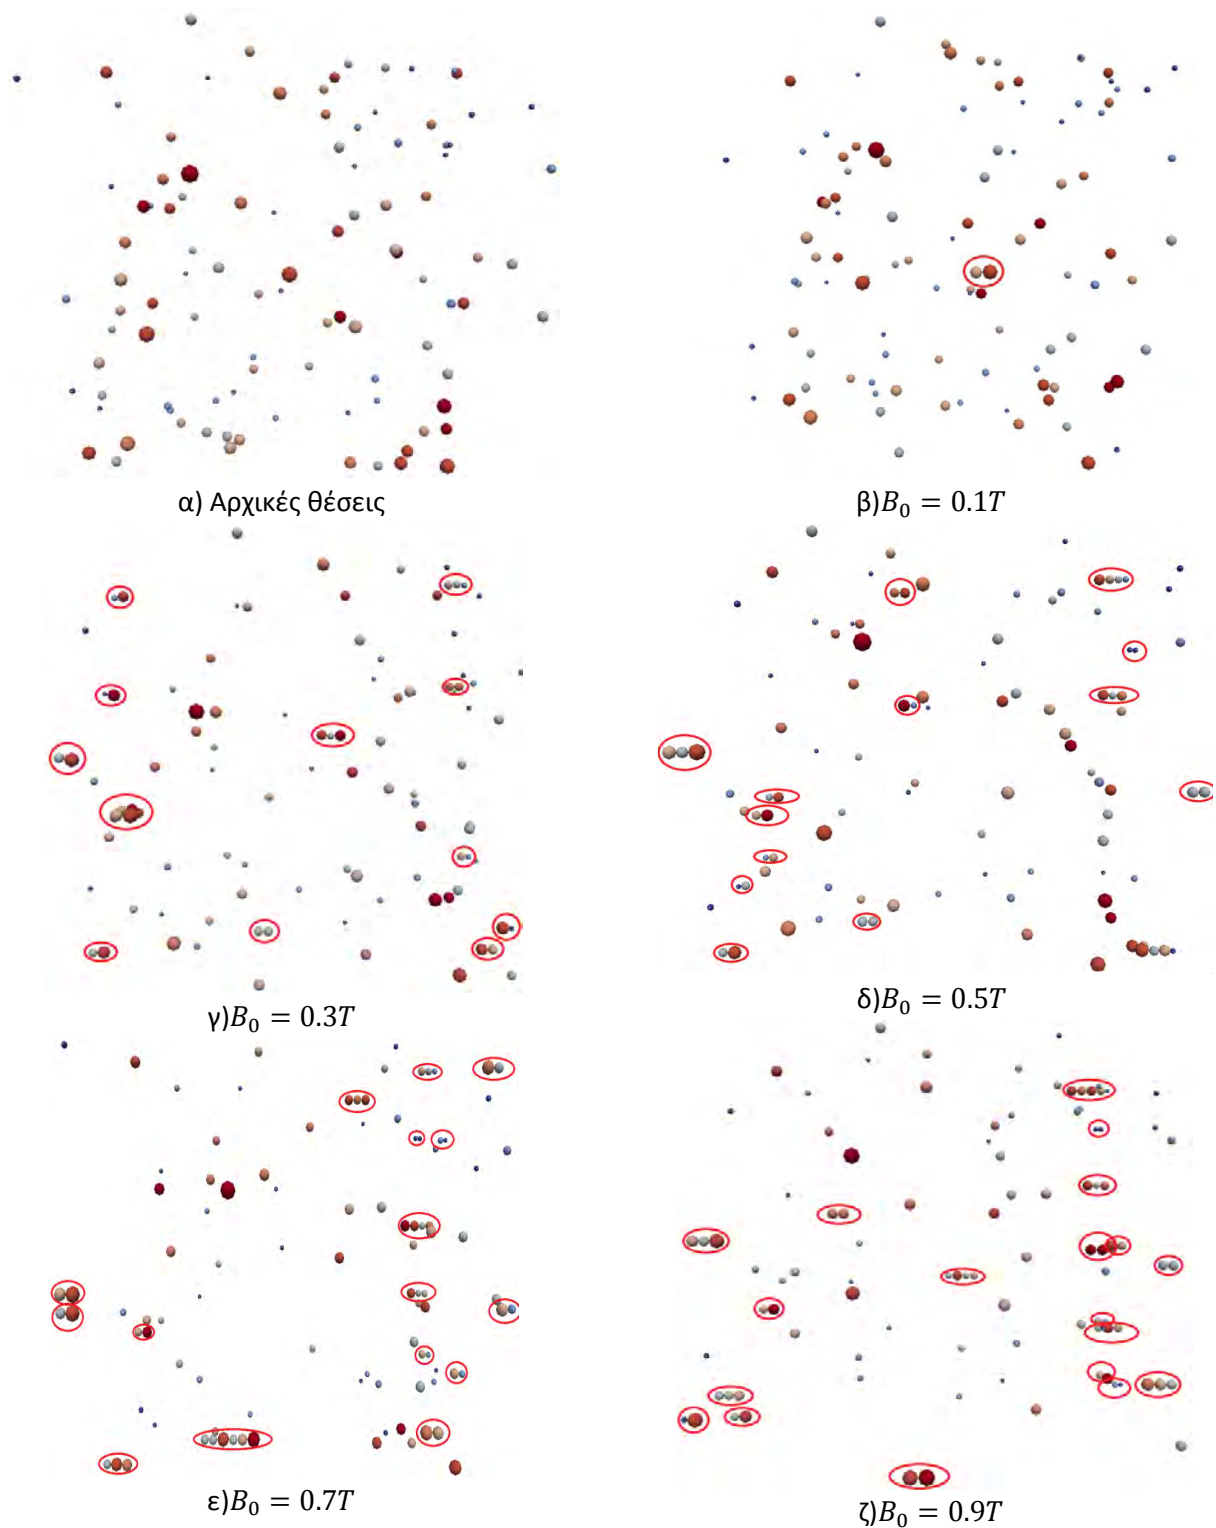 α) Αρχικές θέσεις
β)B₀ = 0.1T
γ)B₀ = 0.3T
δ)B₀ = 0.5T
ε)B₀ = 0.7T
ζ)B₀ = 0.9T